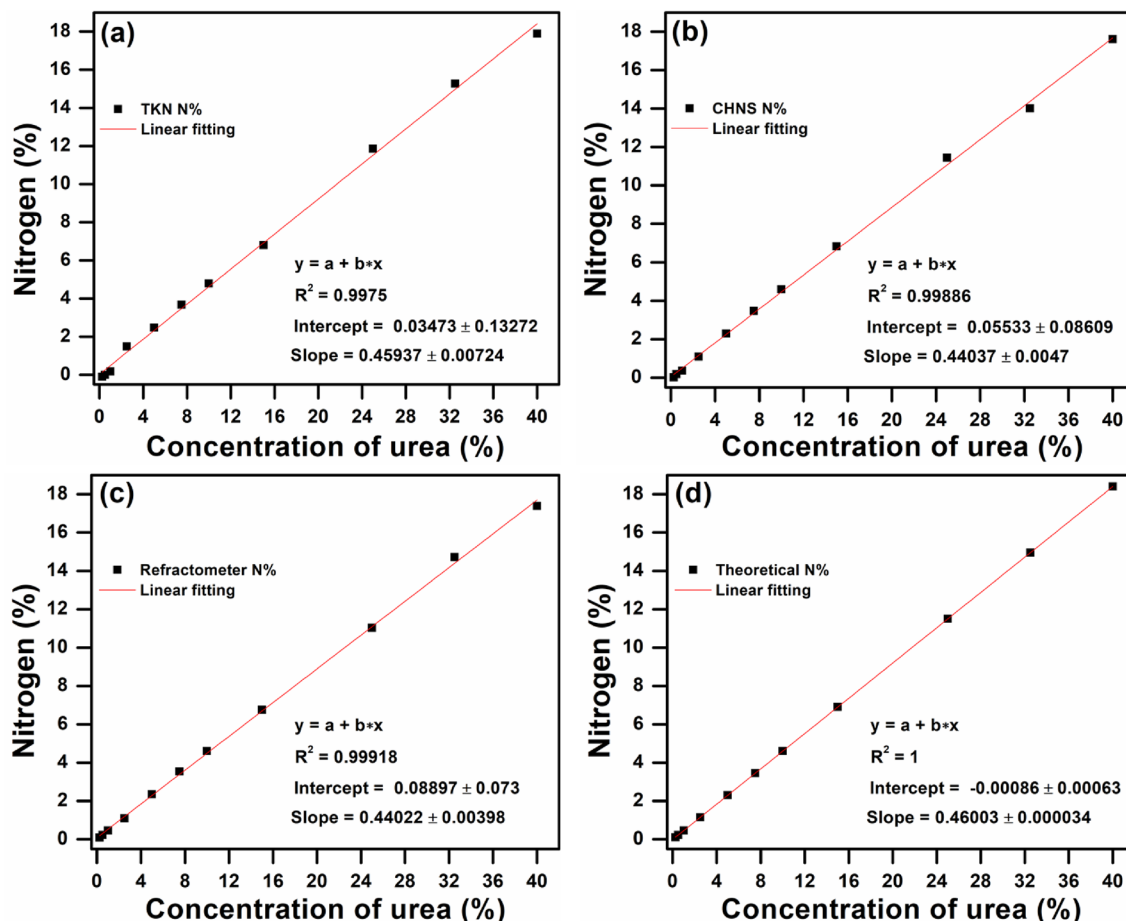 (a)
TKN N%
Linear fitting
y = a + b*x
R² = 0.9975
Intercept = 0.03473 ± 0.13272
Slope = 0.45937 ± 0.00724
Nitrogen (%)
18
16
14
12
10
8
6
4
2
0
0 4 8 12 16 20 24 28 32 36 40
Concentration of urea (%)
(b)
CHNS N%
Linear fitting
y = a + b*x
R² = 0.99886
Intercept = 0.05533 ± 0.08609
Slope = 0.44037 ± 0.0047
Nitrogen (%)
18
16
14
12
10
8
6
4
2
0
0 4 8 12 16 20 24 28 32 36 40
Concentration of urea (%)
(c)
Refractometer N%
Linear fitting
y = a + b*x
R² = 0.99918
Intercept = 0.08897 ± 0.073
Slope = 0.44022 ± 0.00398
Nitrogen (%)
18
16
14
12
10
8
6
4
2
0
0 4 8 12 16 20 24 28 32 36 40
Concentration of urea (%)
(d)
Theoretical N%
Linear fitting
y = a + b*x
R² = 1
Intercept = -0.00086 ± 0.00063
Slope = 0.46003 ± 0.000034
Nitrogen (%)
18
16
14
12
10
8
6
4
2
0
0 4 8 12 16 20 24 28 32 36 40
Concentration of urea (%)